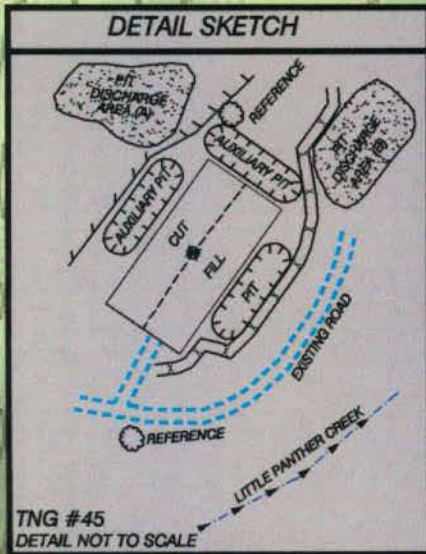 DETAIL SKETCH
PIT
DISCHARGE
AREA (A)
REFERENCE
AUXILIARY PIT
PIT
DISCHARGE
AREA (B)
AUXILIARY PIT
CUT
FILL
PIT
EXISTING ROAD
REFERENCE
LITTLE PANTHER CREEK
TNG #45
DETAIL NOT TO SCALE